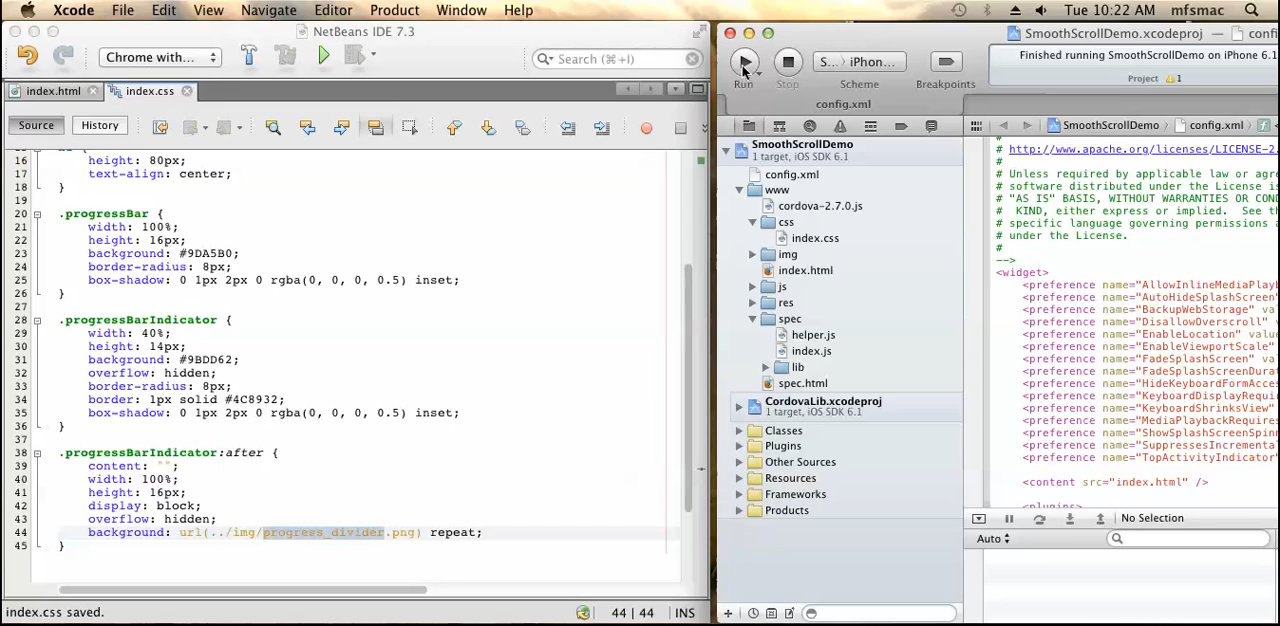 Xcode File Edit View Navigate Editor Product Window Help Tue 10:22 AM mfsmac
NetBeans IDE 7.3
Chrome with...
Search (⌘+I)
index.html index.css
Source History
16 height: 80px;
17 text-align: center;
18 }
19
20 .progressBar {
21 width: 100%;
22 height: 16px;
23 background: #9DA5B0;
24 border-radius: 8px;
25 box-shadow: 0 1px 2px 0 rgba(0, 0, 0, 0.5) inset;
26 }
27
28 .progressBarIndicator {
29 width: 40%;
30 height: 14px;
31 background: #9BDD62;
32 overflow: hidden;
33 border-radius: 8px;
34 border: 1px solid #4C8932;
35 box-shadow: 0 1px 2px 0 rgba(0, 0, 0, 0.5) inset;
36 }
37
38 .progressBarIndicator:after {
39 content: "";
40 width: 100%;
41 height: 16px;
42 display: block;
43 overflow: hidden;
44 background: url(../img/progress_divider.png) repeat;
45 }
index.css saved.
44 | 44 INS
SmoothScrollDemo.xcodeproj — confi
S... iPhon...
Finished running SmoothScrollDemo on iPhone 6.1
Run Stop Scheme Breakpoints
Project 1
config.xml
SmoothScrollDemo config.xml
SmoothScrollDemo
1 target, iOS SDK 6.1
config.xml
www
cordova-2.7.0.js
css
index.css
img
index.html
js
res
spec
helper.js
index.js
lib
spec.html
CordovaLib.xcodeproj
1 target, iOS SDK 6.1
Classes
Plugins
Other Sources
Resources
Frameworks
Products
#
# http://www.apache.org/licenses/LICENSE-2.
#
# Unless required by applicable law or agre
# software distributed under the License is
# "AS IS" BASIS, WITHOUT WARRANTIES OR COND
# KIND, either express or implied. See th
# specific language governing permissions a
# under the License.
#
-->
<widget>
<preference name="AllowInlineMediaPlayb
<preference name="AutoHideSplashScreen"
<preference name="BackupWebStorage" va
<preference name="DisallowOverscroll"
<preference name="EnableLocation" value
<preference name="EnableViewportScale"
<preference name="FadeSplashScreen" va
<preference name="FadeSplashScreenDura
<preference name="HideKeyboardFormAcce
<preference name="KeyboardDisplayRequi
<preference name="KeyboardShrinksView"
<preference name="MediaPlaybackRequires
<preference name="ShowSplashScreenSpinn
<preference name="SuppressesIncremental
<preference name="TopActivityIndicator"
<content src="index.html" />
<plugins>
No Selection
Auto